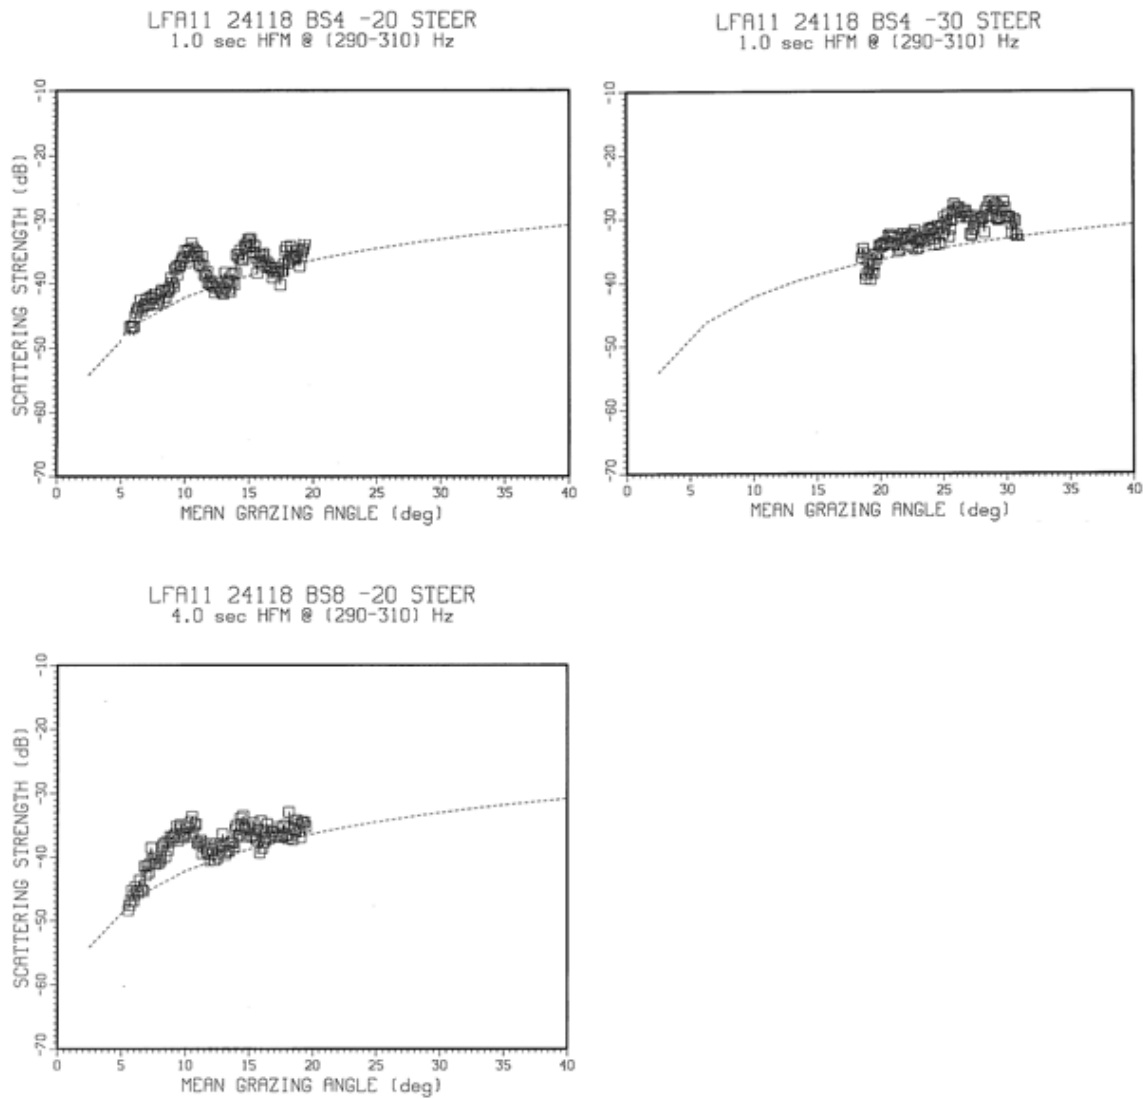 LFA11 24118 BS4 -20 STEER
1.0 sec HFM @ (290-310) Hz
SCATTERING STRENGTH (dB)
-10
-20
-30
-40
-50
-60
-70
0 5 10 15 20 25 30 35 40
MEAN GRAZING ANGLE (deg)
LFA11 24118 BS4 -30 STEER
1.0 sec HFM @ (290-310) Hz
-10
-20
-30
-40
-50
-60
-70
0 5 10 15 20 25 30 35 40
MEAN GRAZING ANGLE (deg)
LFA11 24118 BS8 -20 STEER
4.0 sec HFM @ (290-310) Hz
SCATTERING STRENGTH (dB)
-10
-20
-30
-40
-50
-60
-70
0 5 10 15 20 25 30 35 40
MEAN GRAZING ANGLE (deg)